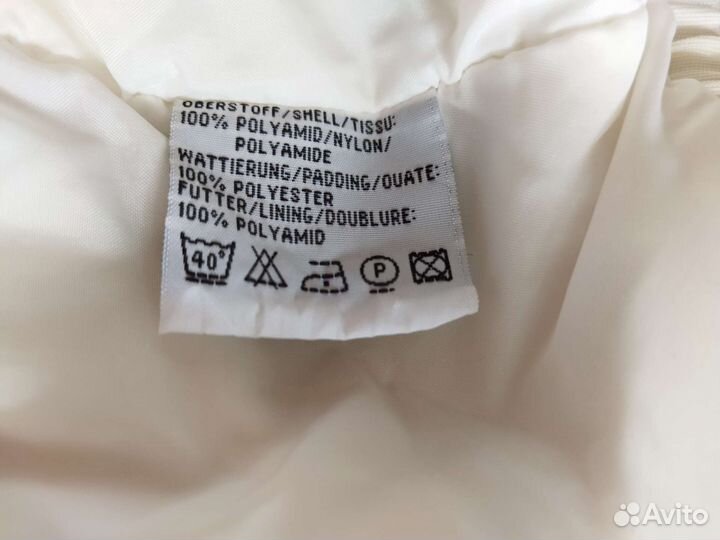 OBERSTOFF/SHELL/TISSU:
100% POLYAMID/NYLON/
POLYAMIDE
WATTIERUNG/PADDING/OUATE:
100% POLYESTER
FUTTER/LINING/DOUBLURE:
100% POLYAMID
40° P
Avito